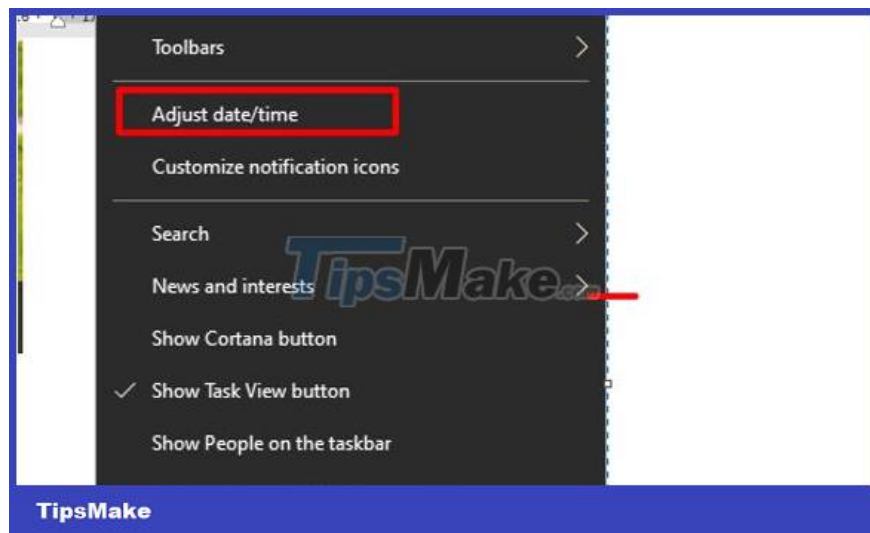 Toolbars
Adjust date/time
Customize notification icons
Search
TipsMake.com
News and interests
Show Cortana button
Show Task View button
Show People on the taskbar
TipsMake